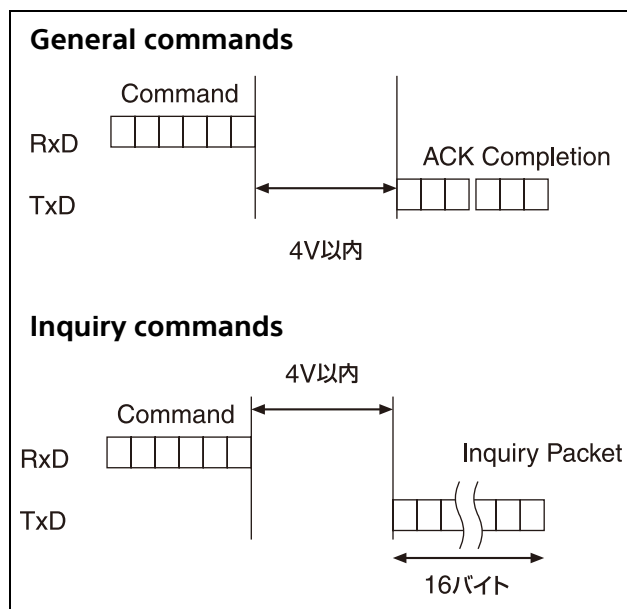 General commands
Command
RxD
ACK Completion
TxD
4V以内
Inquiry commands
4V以内
Command
RxD
Inquiry Packet
TxD
16バイト